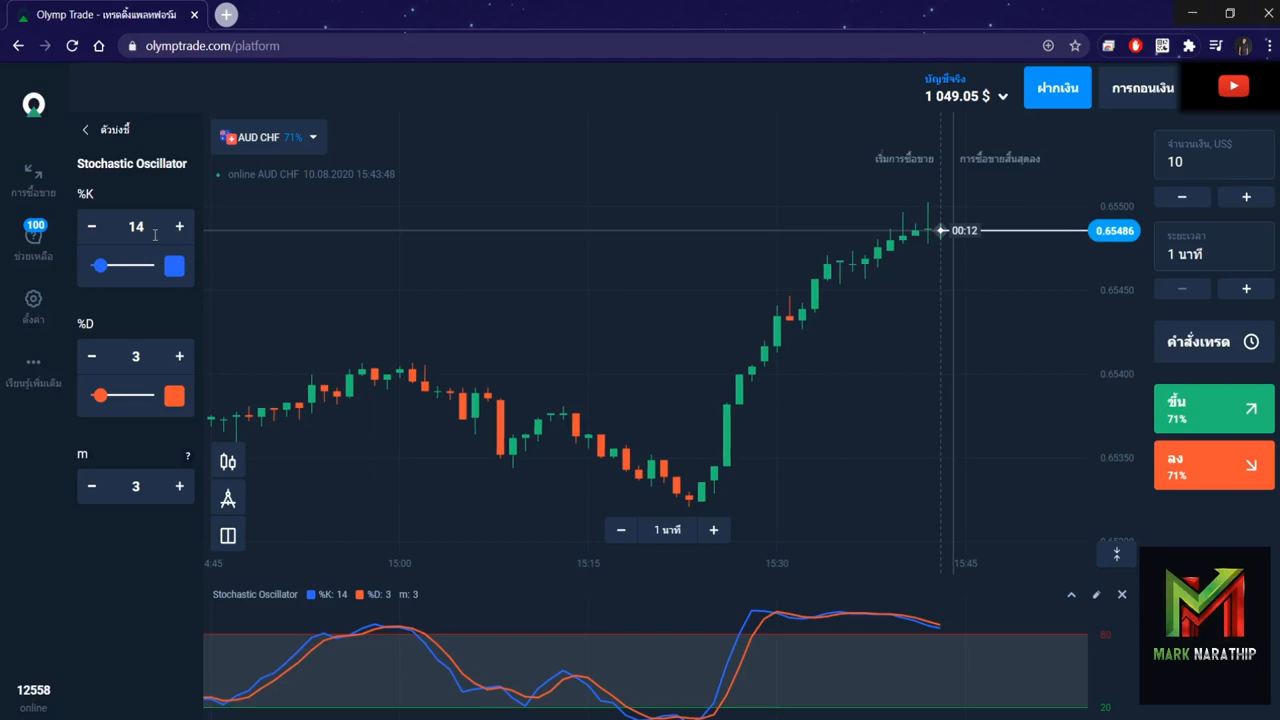 Olymp Trade - เทรดดิ้งแพลทฟอร์ม
olymptrade.com/platform
บัญชีจริง
1 049.05 $
ฝากเงิน
การถอนเงิน
ตัวบ่งชี้
Stochastic Oscillator
%K
− 14 +
%D
− 3 +
m ?
− 3 +
การซื้อขาย
100
ช่วยเหลือ
ตั้งค่า
เรียนรู้เพิ่มเติม
12558
online
AUD CHF 71%
online AUD CHF 10.08.2020 15:43:48
เริ่มการซื้อขาย
การซื้อขายสิ้นสุดลง
00:12
0.65500
0.65486
0.65450
0.65400
0.65350
− 1 นาที +
4:45 15:00 15:15 15:30 15:45
Stochastic Oscillator %K: 14 %D: 3 m: 3
80
20
จำนวนเงิน, US$
10
− +
ระยะเวลา
1 นาที
− +
คำสั่งเทรด
ขึ้น
71%
ลง
71%
MARK NARATHIP